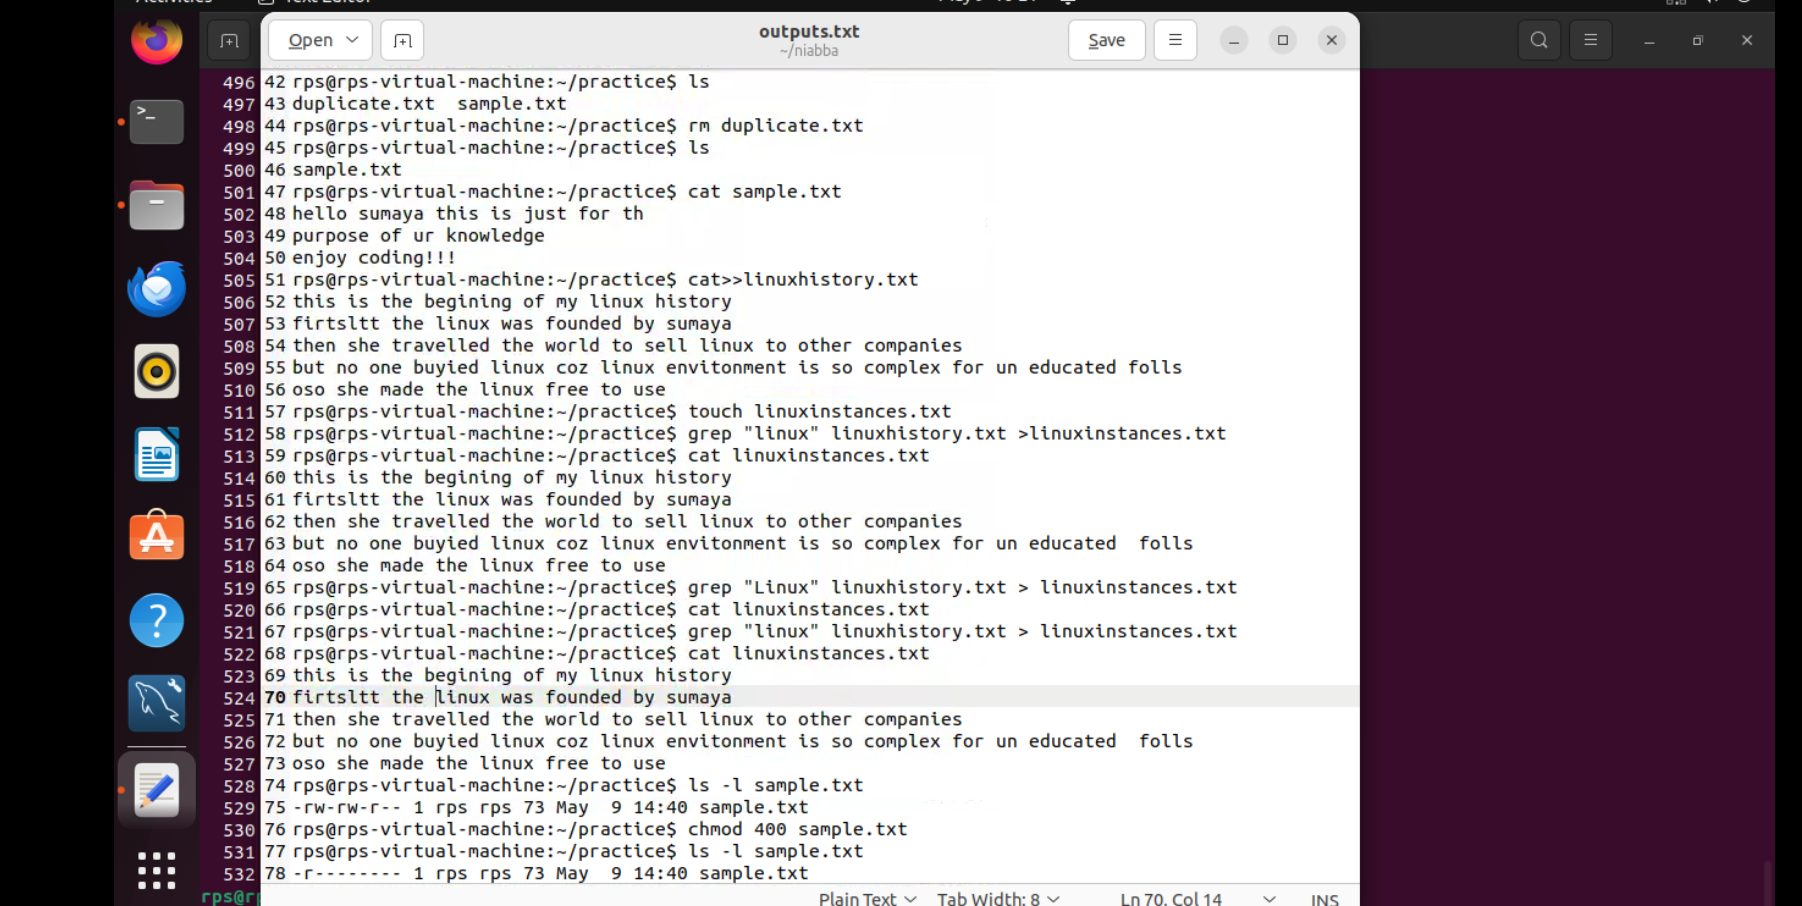 Open
outputs.txt
~/niabba
Save
496 42 rps@rps-virtual-machine:~/practice$ ls
497 43 duplicate.txt  sample.txt
498 44 rps@rps-virtual-machine:~/practice$ rm duplicate.txt
499 45 rps@rps-virtual-machine:~/practice$ ls
500 46 sample.txt
501 47 rps@rps-virtual-machine:~/practice$ cat sample.txt
502 48 hello sumaya this is just for th
503 49 purpose of ur knowledge
504 50 enjoy coding!!!
505 51 rps@rps-virtual-machine:~/practice$ cat>>linuxhistory.txt
506 52 this is the begining of my linux history
507 53 firtsltt the linux was founded by sumaya
508 54 then she travelled the world to sell linux to other companies
509 55 but no one buyied linux coz linux envitonment is so complex for un educated folls
510 56 oso she made the linux free to use
511 57 rps@rps-virtual-machine:~/practice$ touch linuxinstances.txt
512 58 rps@rps-virtual-machine:~/practice$ grep "linux" linuxhistory.txt >linuxinstances.txt
513 59 rps@rps-virtual-machine:~/practice$ cat linuxinstances.txt
514 60 this is the begining of my linux history
515 61 firtsltt the linux was founded by sumaya
516 62 then she travelled the world to sell linux to other companies
517 63 but no one buyied linux coz linux envitonment is so complex for un educated  folls
518 64 oso she made the linux free to use
519 65 rps@rps-virtual-machine:~/practice$ grep "Linux" linuxhistory.txt > linuxinstances.txt
520 66 rps@rps-virtual-machine:~/practice$ cat linuxinstances.txt
521 67 rps@rps-virtual-machine:~/practice$ grep "linux" linuxhistory.txt > linuxinstances.txt
522 68 rps@rps-virtual-machine:~/practice$ cat linuxinstances.txt
523 69 this is the begining of my linux history
524 70 firtsltt the linux was founded by sumaya
525 71 then she travelled the world to sell linux to other companies
526 72 but no one buyied linux coz linux envitonment is so complex for un educated  folls
527 73 oso she made the linux free to use
528 74 rps@rps-virtual-machine:~/practice$ ls -l sample.txt
529 75 -rw-rw-r-- 1 rps rps 73 May  9 14:40 sample.txt
530 76 rps@rps-virtual-machine:~/practice$ chmod 400 sample.txt
531 77 rps@rps-virtual-machine:~/practice$ ls -l sample.txt
532 78 -r-------- 1 rps rps 73 May  9 14:40 sample.txt
Plain Text  Tab Width: 8  Ln 70, Col 14  INS